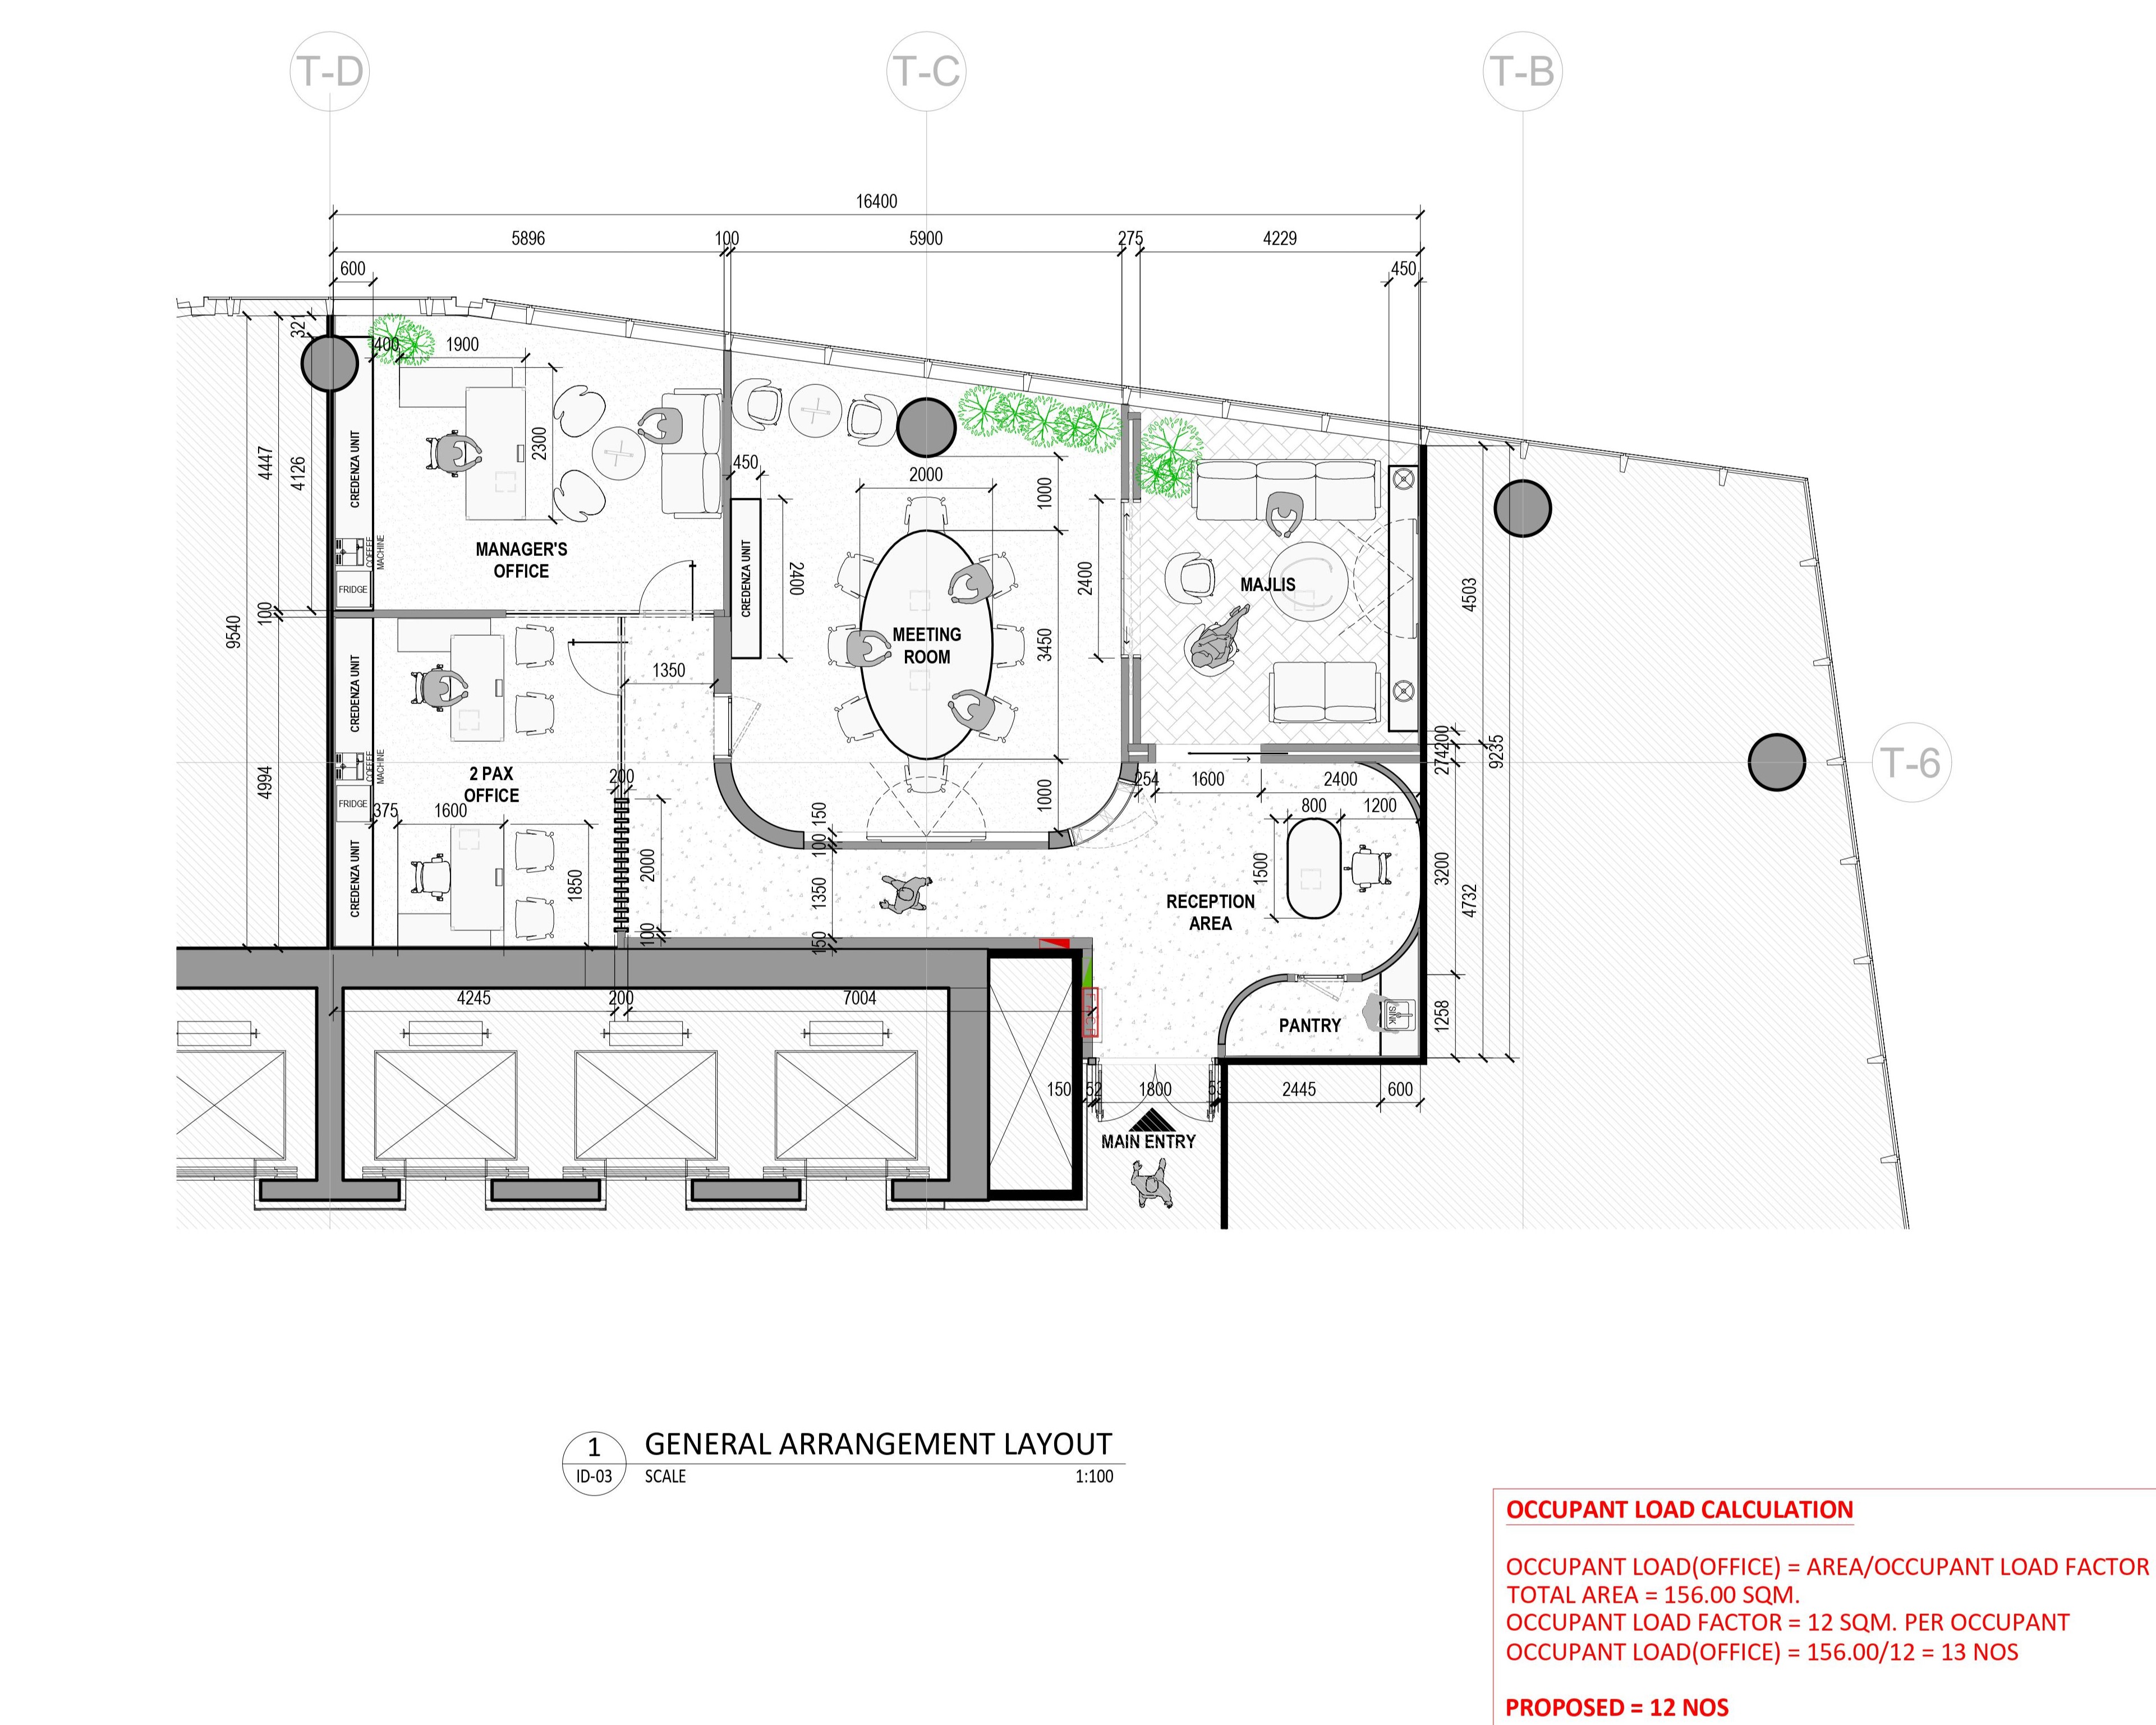 T-D
T-C
T-B
16400
5896
100
5900
275
4229
600
450
321
400
1900
4447
4126
2300
CREDENZA UNIT
COFFEE
MACHINE
FRIDGE
MANAGER'S
OFFICE
450
CREDENZA UNIT
2400
2000
1000
2400
3450
MEETING
ROOM
1000
MAJLIS
4503
9540
100
4994
1350
CREDENZA UNIT
COFFEE
MACHINE
FRIDGE
CREDENZA UNIT
2 PAX
OFFICE
375
1600
1850
200
2000
100
150
100
1350
150
200
274
9235
T-6
254
1600
2400
800
1200
1500
3200
4732
RECEPTION
AREA
4245
200
7004
PANTRY
SINK
1258
150
52
1800
53
2445
600
MAIN ENTRY
1
ID-03
GENERAL ARRANGEMENT LAYOUT
SCALE
1:100
OCCUPANT LOAD CALCULATION
OCCUPANT LOAD(OFFICE) = AREA/OCCUPANT LOAD FACTOR
TOTAL AREA = 156.00 SQM.
OCCUPANT LOAD FACTOR = 12 SQM. PER OCCUPANT
OCCUPANT LOAD(OFFICE) = 156.00/12 = 13 NOS
PROPOSED = 12 NOS